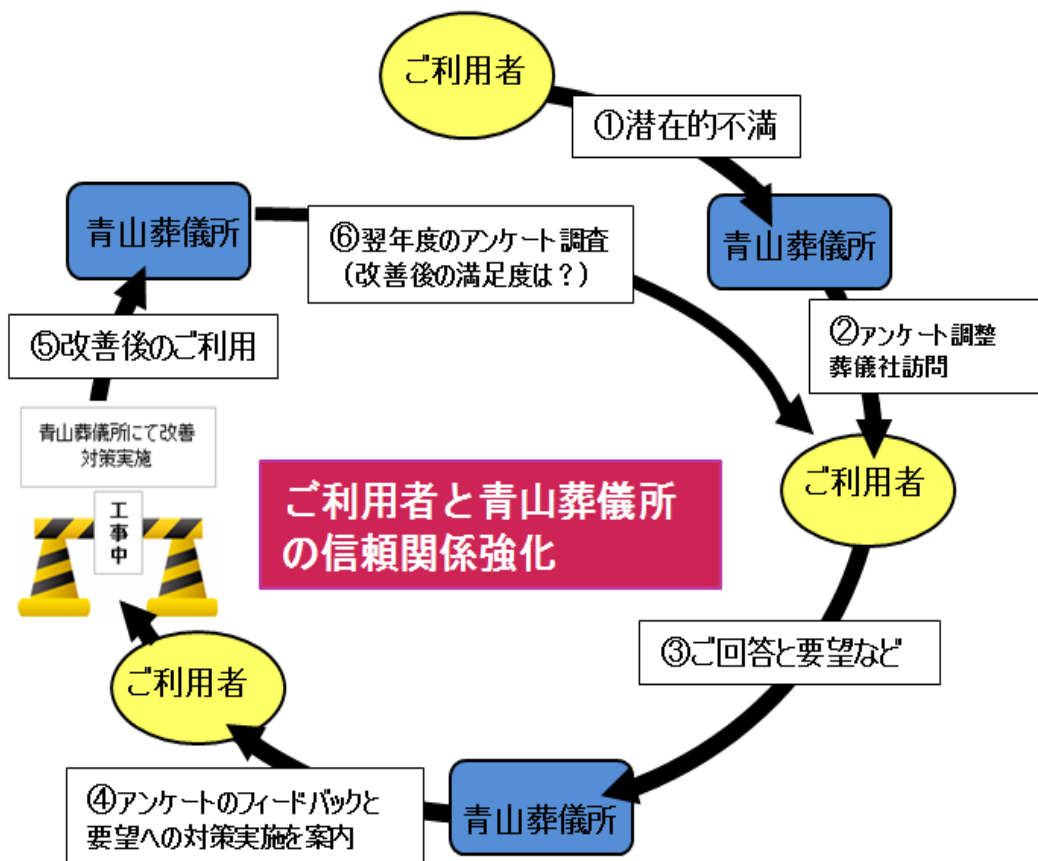 ご利用者
①潜在的不満
青山葬儀所
②アンケート調整
葬儀社訪問
ご利用者
③ご回答と要望など
青山葬儀所
④アンケートのフィードバックと
要望への対策実施を案内
ご利用者
工事中
青山葬儀所にて改善
対策実施
⑤改善後のご利用
青山葬儀所
⑥翌年度のアンケート調査
(改善後の満足度は？)
ご利用者と青山葬儀所
の信頼関係強化